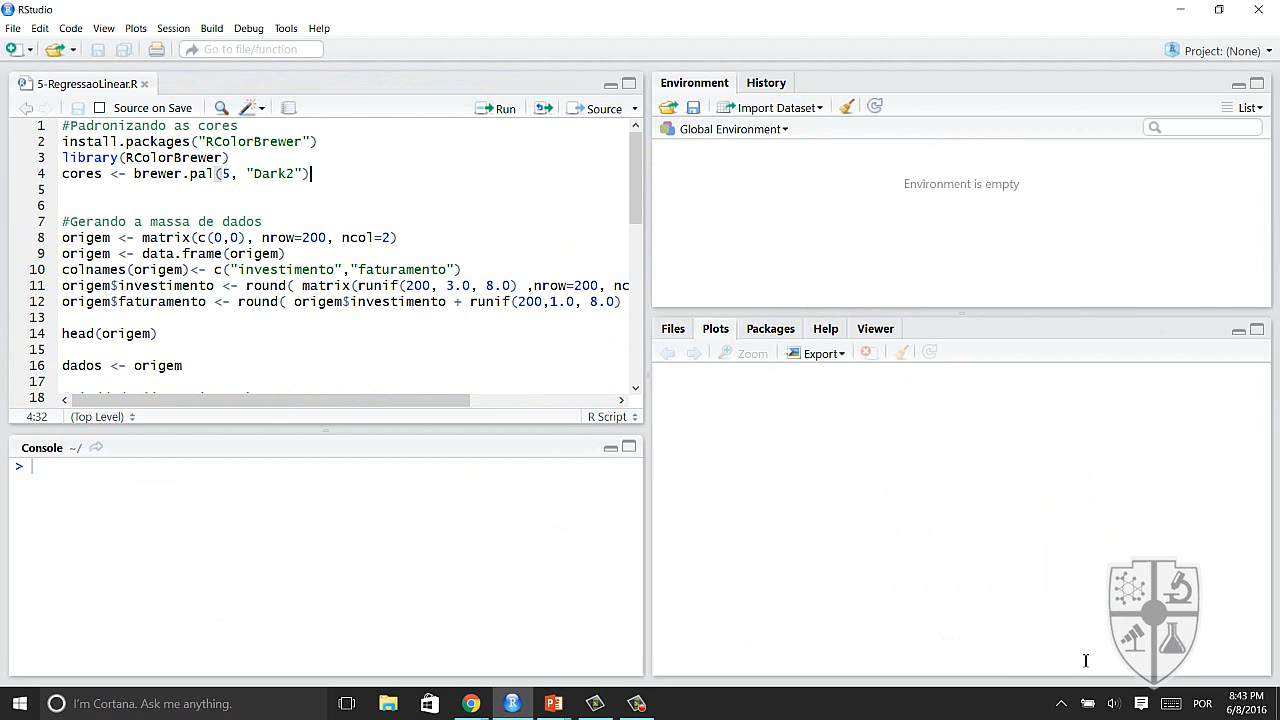 RStudio
File Edit Code View Plots Session Build Debug Tools Help
Go to file/function
Project: (None)
5-RegressaoLinear.R
Source on Save
Run
Source
1 #Padronizando as cores
2 install.packages("RColorBrewer")
3 library(RColorBrewer)
4 cores <- brewer.pal(5, "Dark2")
5
6
7 #Gerando a massa de dados
8 origem <- matrix(c(0,0), nrow=200, ncol=2)
9 origem <- data.frame(origem)
10 colnames(origem)<- c("investimento","faturamento")
11 origem$investimento <- round( matrix(runif(200, 3.0, 8.0) ,nrow=200, nc
12 origem$faturamento <- round( origem$investimento + runif(200,1.0, 8.0)
13
14 head(origem)
15
16 dados <- origem
17
18
4:32 (Top Level) R Script
Console ~/
>
Environment History
Import Dataset
List
Global Environment
Environment is empty
Files Plots Packages Help Viewer
Zoom Export
I'm Cortana. Ask me anything.
POR
8:43 PM
6/8/2016